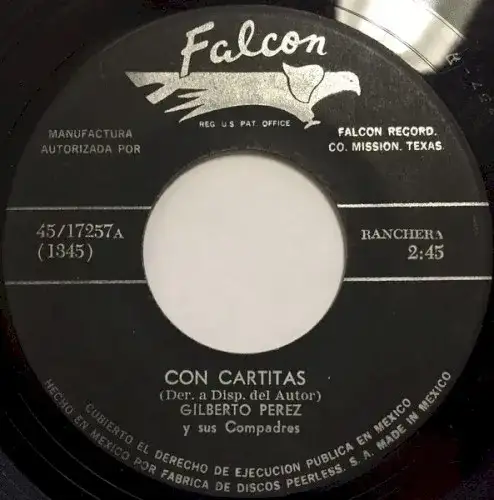 Falcon
REG U.S. PAT. OFFICE
MANUFACTURA
AUTORIZADA POR
FALCON RECORD.
CO. MISSION, TEXAS
45/17257A
(1345)
RANCHERA
2:45
CON CARTITAS
(Der. a Disp. del Autor)
GILBERTO PEREZ
y sus Compadres
CUBIERTO EL DERECHO DE EJECUCION PUBLICA EN MEXICO
HECHO EN MEXICO POR FABRICA DE DISCOS PEERLESS. S.A. MADE IN MEXICO